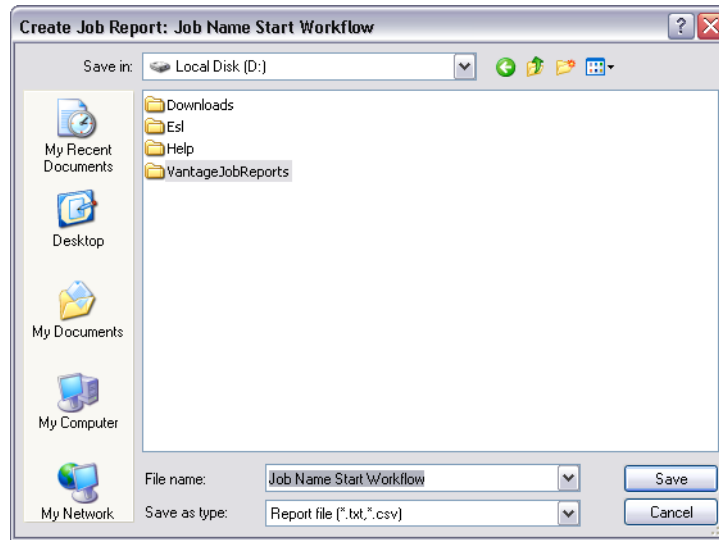 Create Job Report: Job Name Start Workflow
?
Save in:
Local Disk (D:)
Downloads
Esl
Help
VantageJobReports
My Recent
Documents
Desktop
My Documents
My Computer
My Network
File name:
Job Name Start Workflow
Save
Save as type:
Report file (*.txt,*.csv)
Cancel